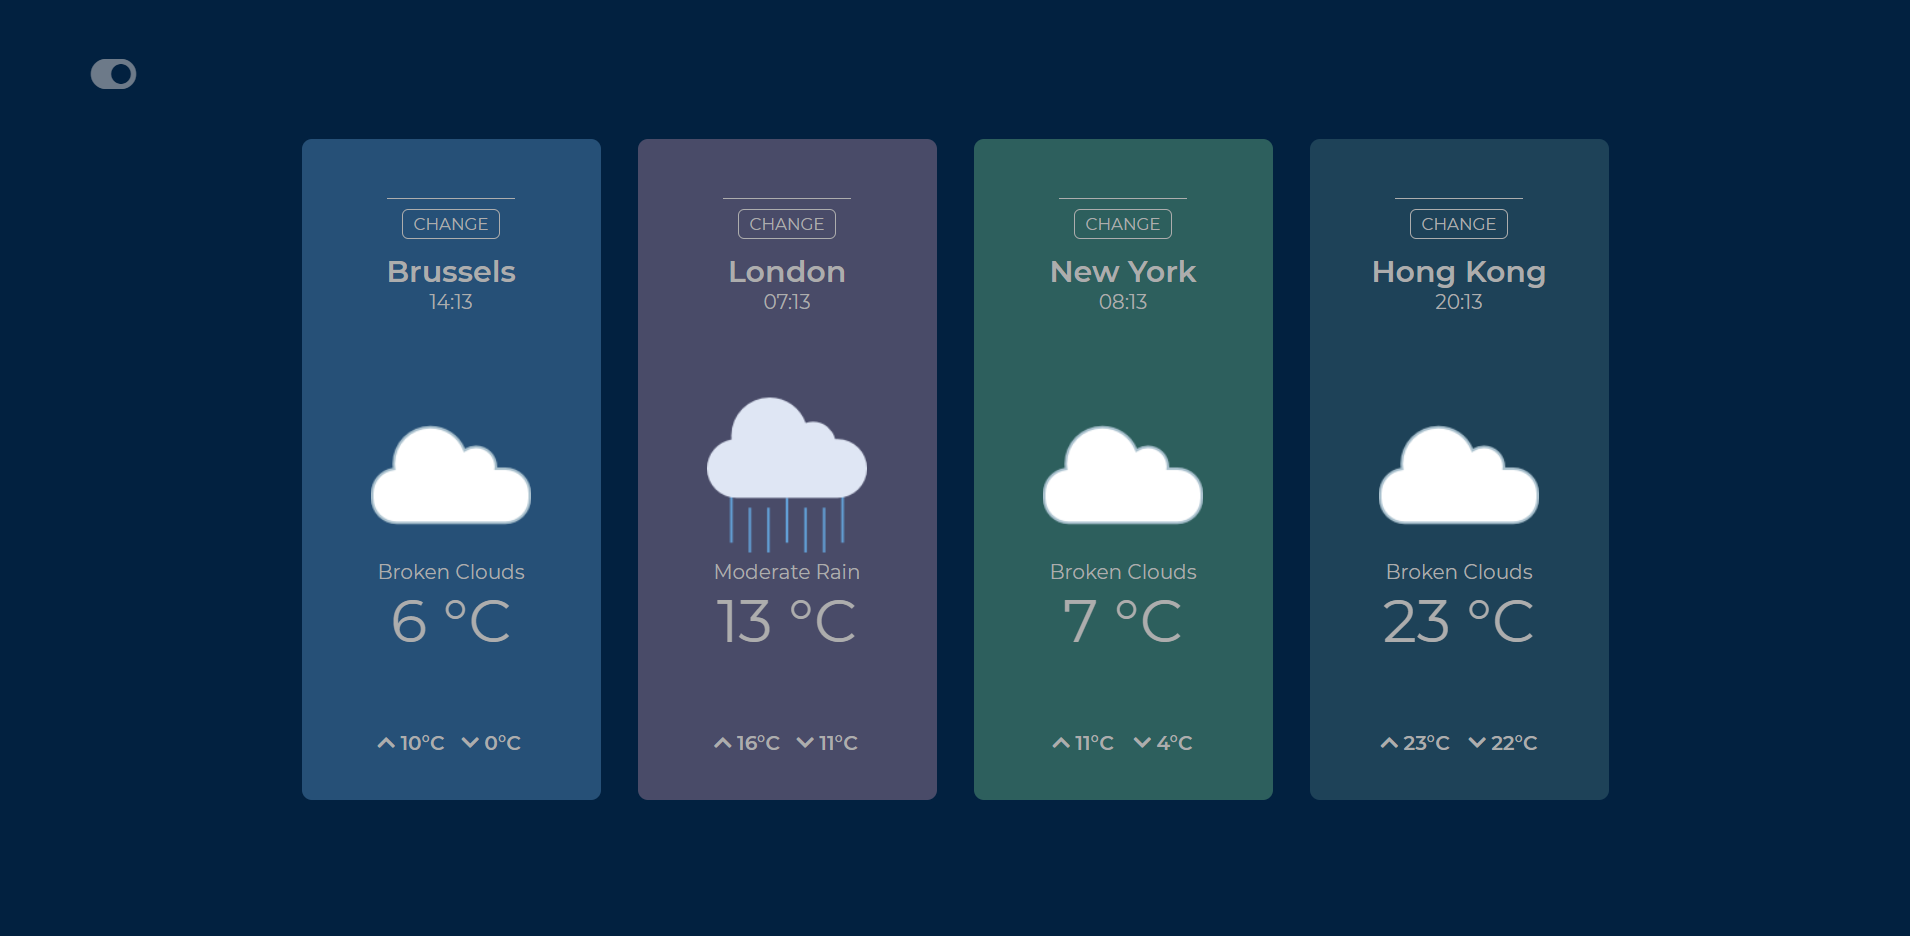 CHANGE
Brussels
14:13
Broken Clouds
6 °C
10°C 0°C
CHANGE
London
07:13
Moderate Rain
13 °C
16°C 11°C
CHANGE
New York
08:13
Broken Clouds
7 °C
11°C 4°C
CHANGE
Hong Kong
20:13
Broken Clouds
23 °C
23°C 22°C